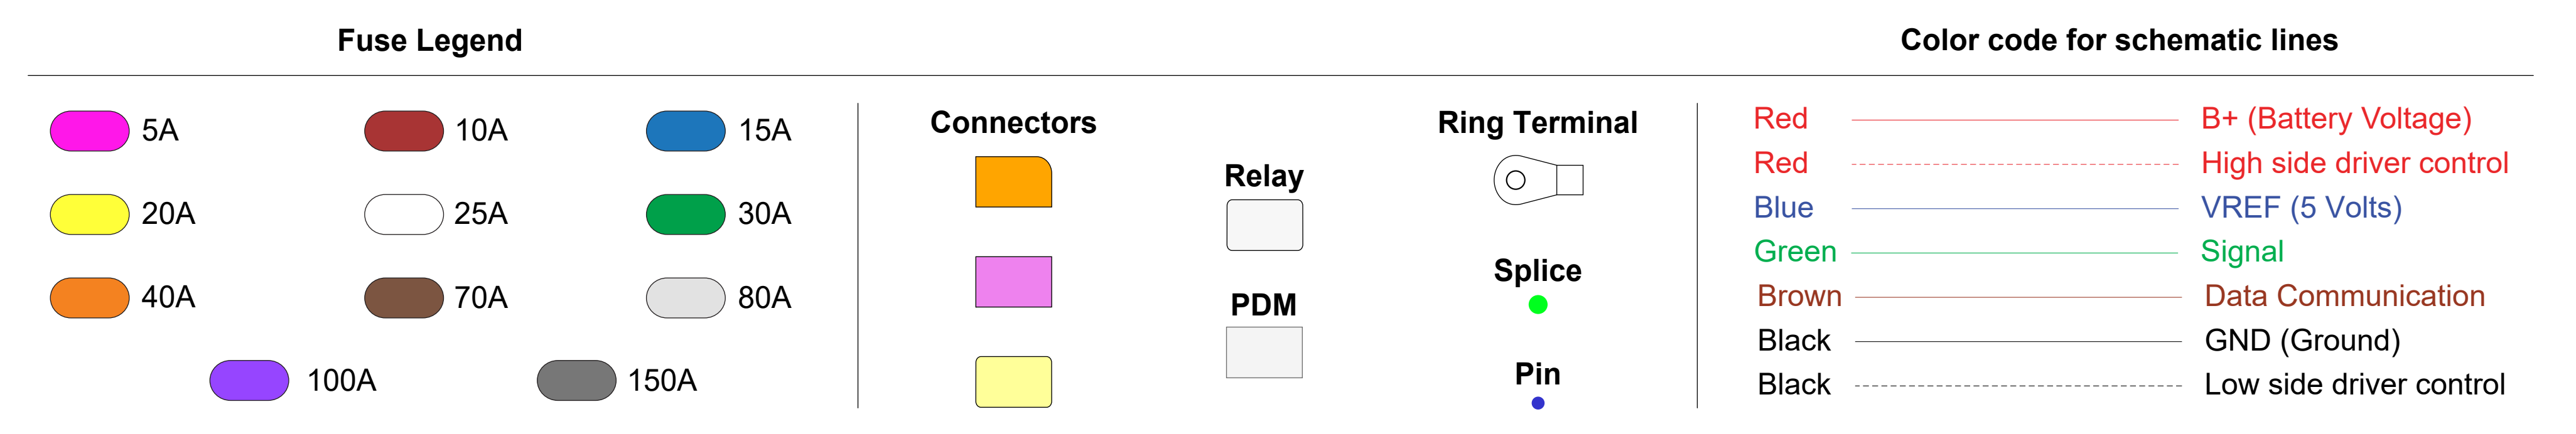 Fuse Legend
Color code for schematic lines
5A 10A 15A
20A 25A 30A
40A 70A 80A
100A 150A
Connectors
Relay
PDM
Ring Terminal
Splice
Pin
Red B+ (Battery Voltage)
Red High side driver control
Blue VREF (5 Volts)
Green Signal
Brown Data Communication
Black GND (Ground)
Black Low side driver control